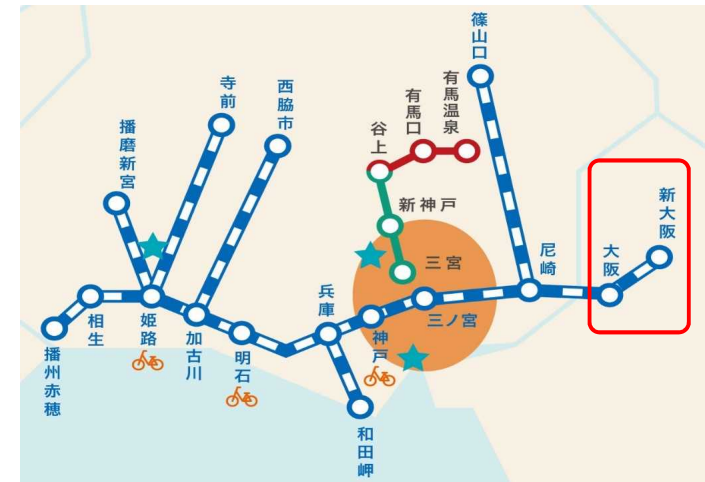 篠山口
寺前
西脇市
有馬温泉
有馬口
谷上
播磨新宮
新神戸
新大阪
三宮
尼崎
大阪
兵庫
三ノ宮
神戸
相生
姫路
加古川
明石
播州赤穂
和田岬